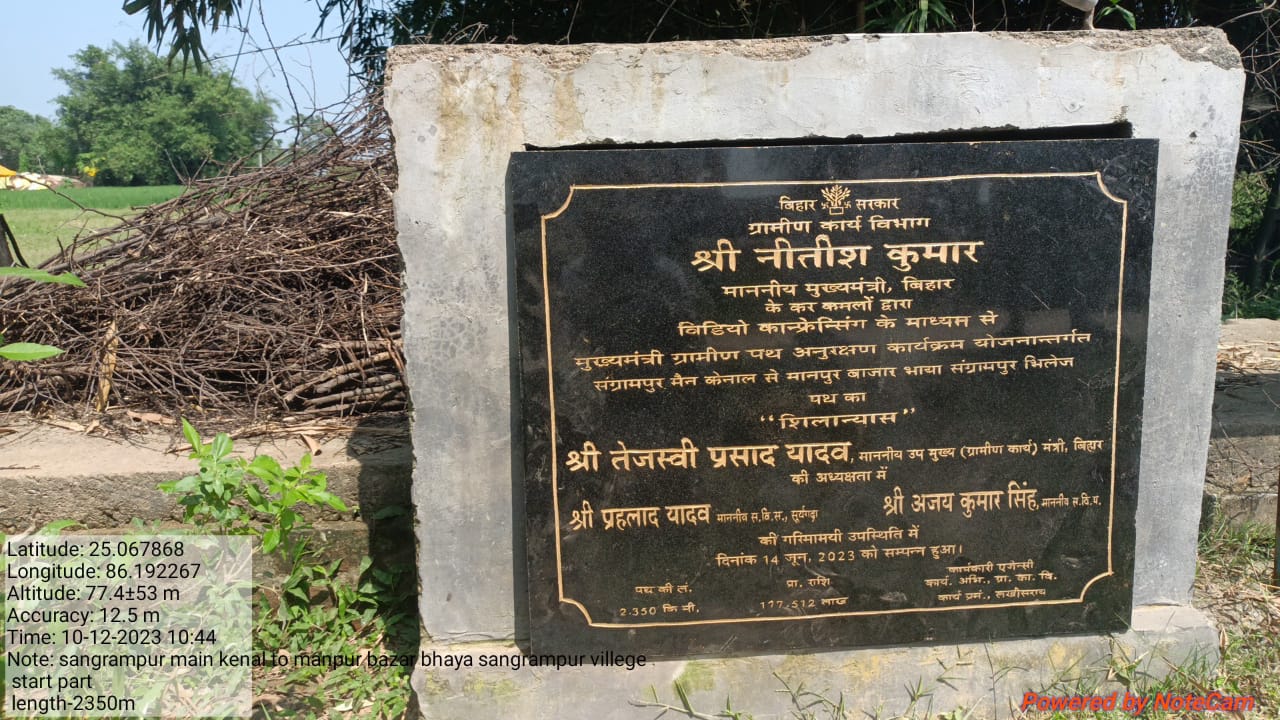 बिहार सरकार
ग्रामीण कार्य विभाग
श्री नीतीश कुमार
माननीय मुख्यमंत्री, बिहार
के कर कमलों द्वारा
विडियो कान्फ्रेन्सिंग के माध्यम से
मुख्यमंत्री ग्रामीण पथ अनुरक्षण कार्यक्रम योजनान्तर्गत
संग्रामपुर मैन केनाल से मानपुर बाजार भाया संग्रामपुर भिलेज
पथ का
“शिलान्यास”
श्री तेजस्वी प्रसाद यादव, माननीय उप मुख्य (ग्रामीण कार्य) मंत्री, बिहार
की अध्यक्षता में
श्री प्रहलाद यादव माननीय स.वि.स., सूर्यगढ़ा श्री अजय कुमार सिंह, माननीय स.वि.प.
की गरिमामयी उपस्थिति में
दिनांक 14 जून, 2023 को सम्पन्न हुआ।
पथ की लं. प्रा. राशि कार्यकारी एजेन्सी
कार्य. अभि., ग्रा. का. वि.
2.350 कि मी. 177.512 लाख कार्य प्रमं., लखीसराय
Latitude: 25.067868
Longitude: 86.192267
Altitude: 77.4±53 m
Accuracy: 12.5 m
Time: 10-12-2023 10:44
Note: sangrampur main kenal to manpur bazar bhaya sangrampur villege
start part
length-2350m
Powered by NoteCam